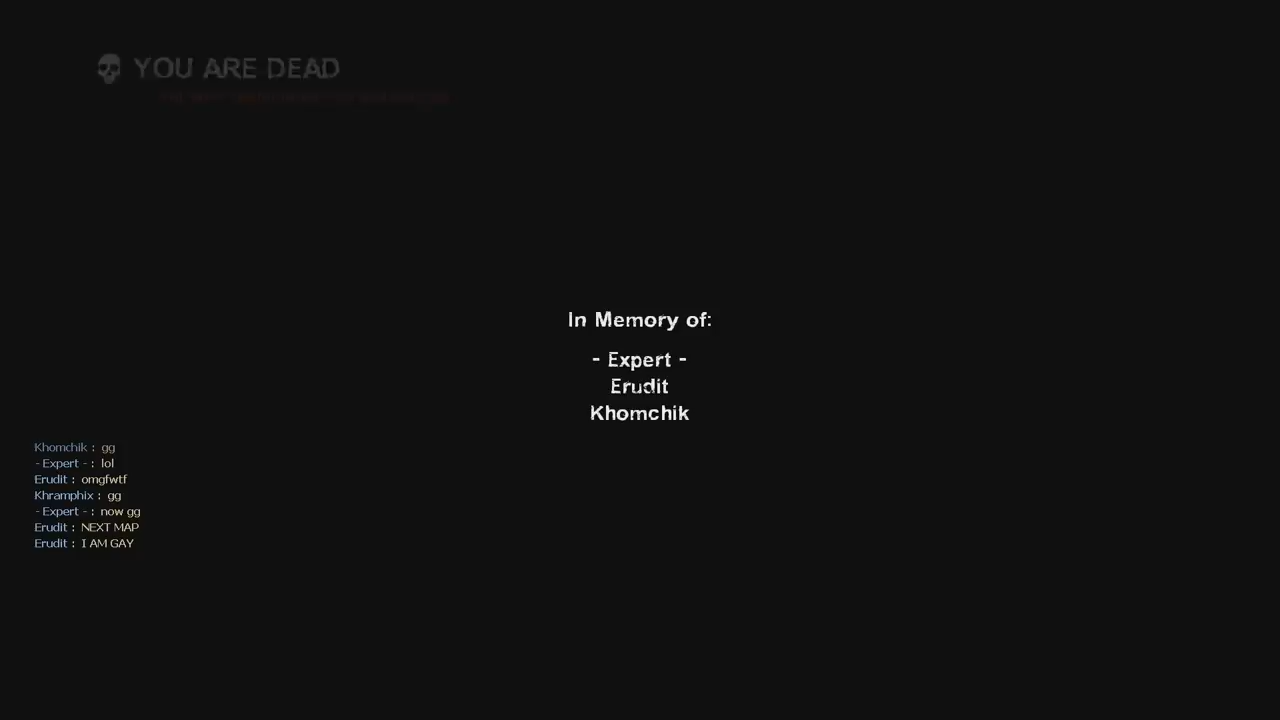 YOU ARE DEAD
In Memory of:
- Expert -
Erudit
Khomchik
Khomchik : gg
- Expert - : lol
Erudit : omgfwtf
Khramphix : gg
- Expert - : now gg
Erudit : NEXT MAP
Erudit : I AM GAY